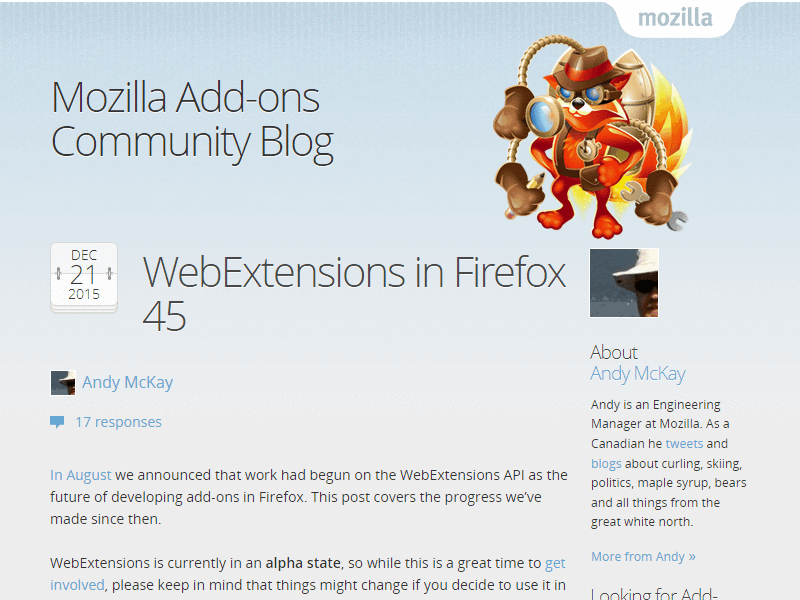 mozilla
Mozilla Add-ons
Community Blog
DEC
21
2015
WebExtensions in Firefox
45
Andy McKay
17 responses
In August we announced that work had begun on the WebExtensions API as the
future of developing add-ons in Firefox. This post covers the progress we’ve
made since then.
WebExtensions is currently in an alpha state, so while this is a great time to get
involved, please keep in mind that things might change if you decide to use it in
About
Andy McKay
Andy is an Engineering
Manager at Mozilla. As a
Canadian he tweets and
blogs about curling, skiing,
politics, maple syrup, bears
and all things from the
great white north.
More from Andy »
Looking for Add-